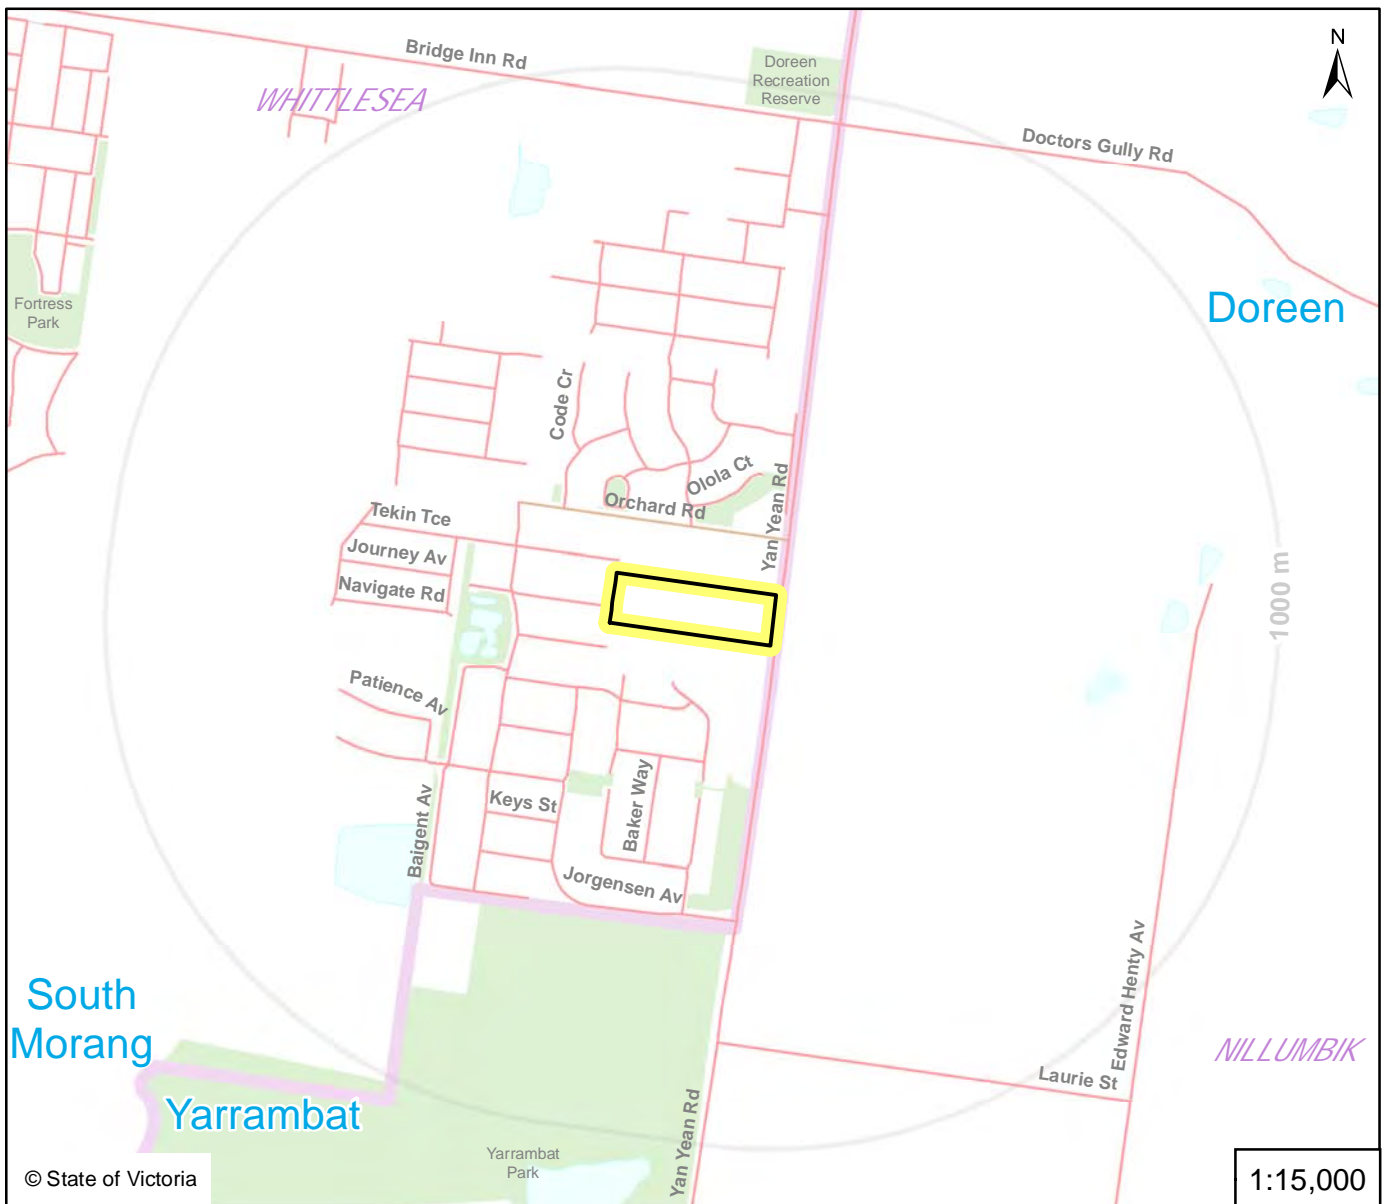 Bridge Inn Rd
WHITTLESEA
Doreen
Recreation
Reserve
N
Doctors Gully Rd
Fortress
Park
Doreen
Code Cr
Olola Ct
Orchard Rd
Yan Yean Rd
Tekin Tce
Journey Av
Navigate Rd
1000 m
Patience Av
Keys St
Baker Way
Baigent Av
Jorgensen Av
South
Morang
Edward Henty Av
NILLUMBIK
Laurie St
Yarrambat
Yan Yean Rd
Yarrambat
Park
© State of Victoria
1:15,000